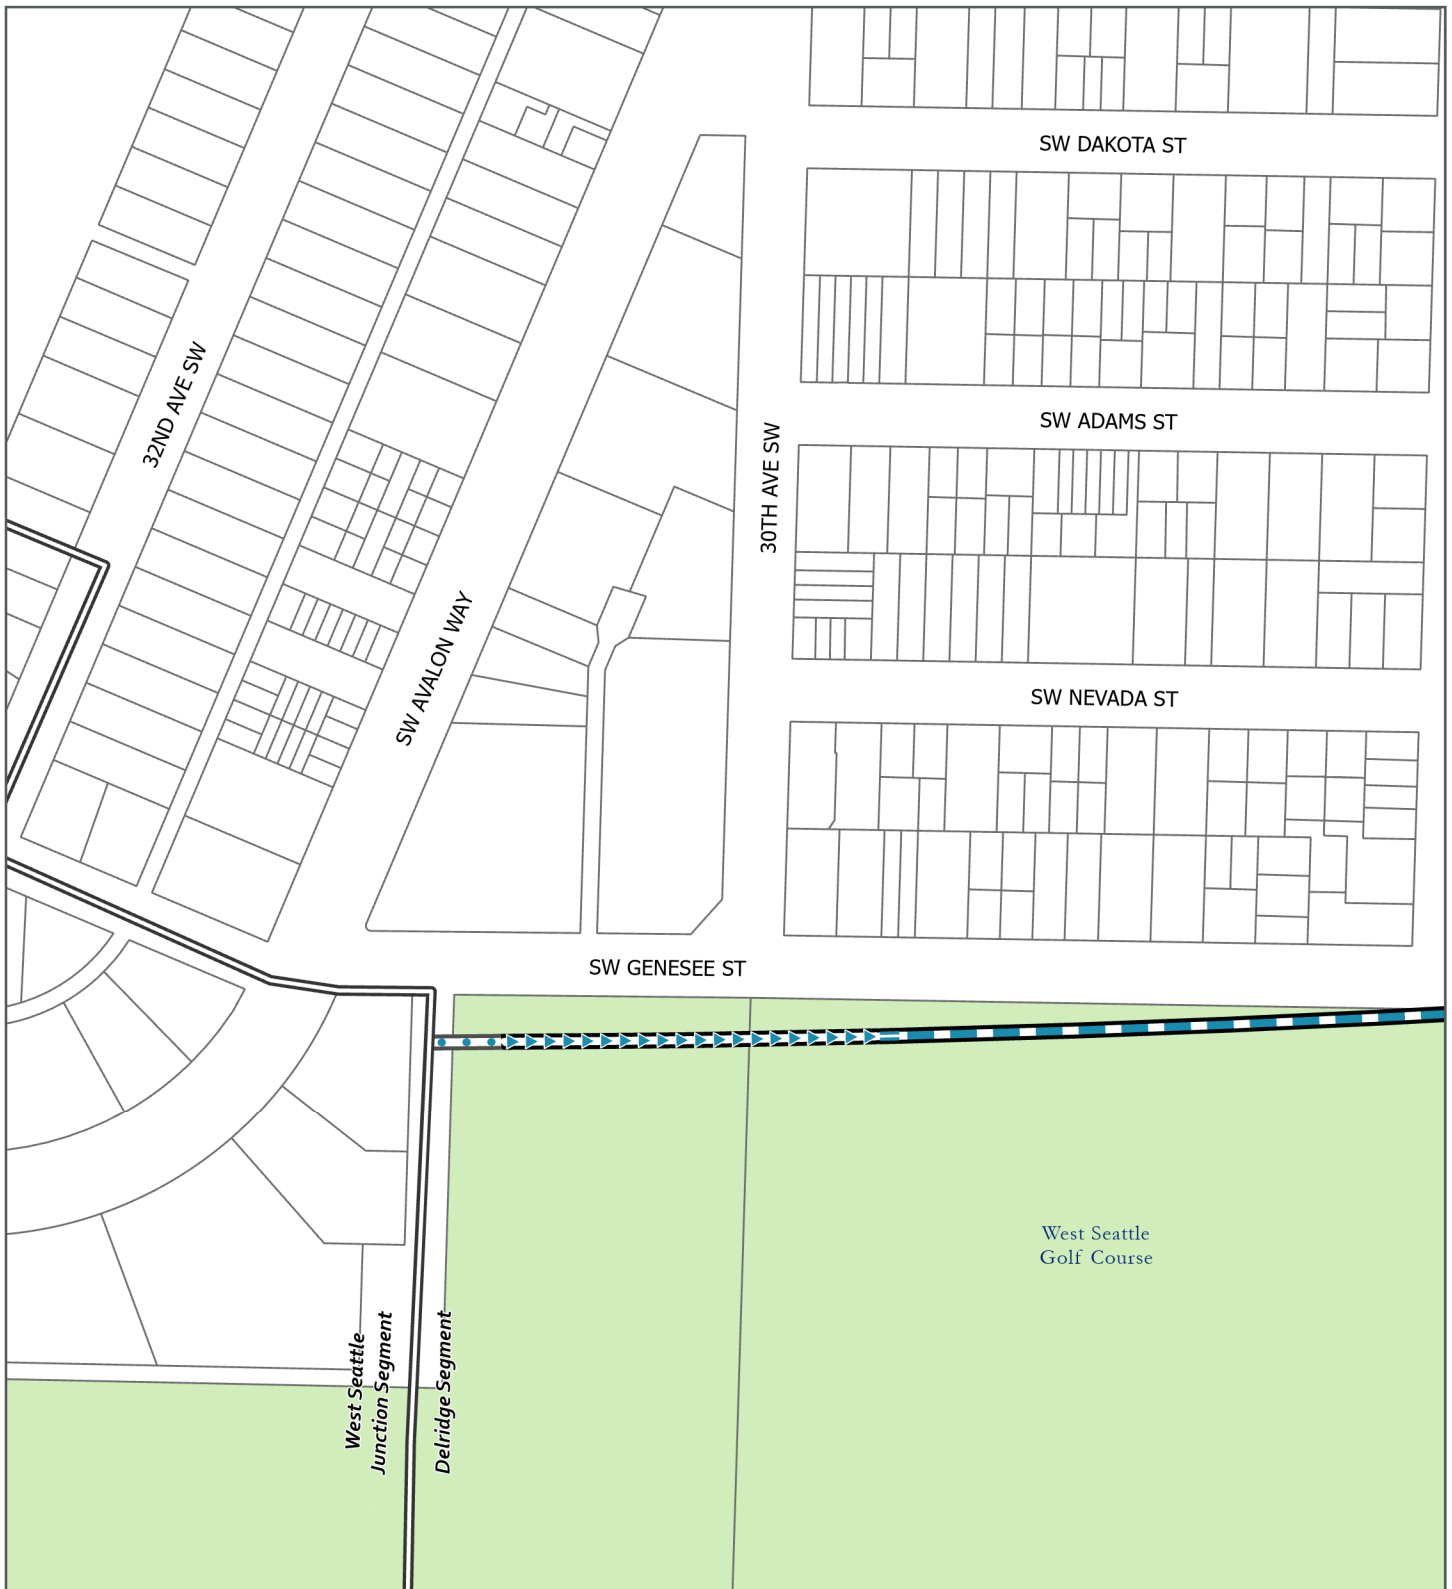 SW DAKOTA ST
32ND AVE SW
SW ADAMS ST
30TH AVE SW
SW AVALON WAY
SW NEVADA ST
SW GENESEE ST
West Seattle
Golf Course
West Seattle
Junction Segment
Delridge Segment